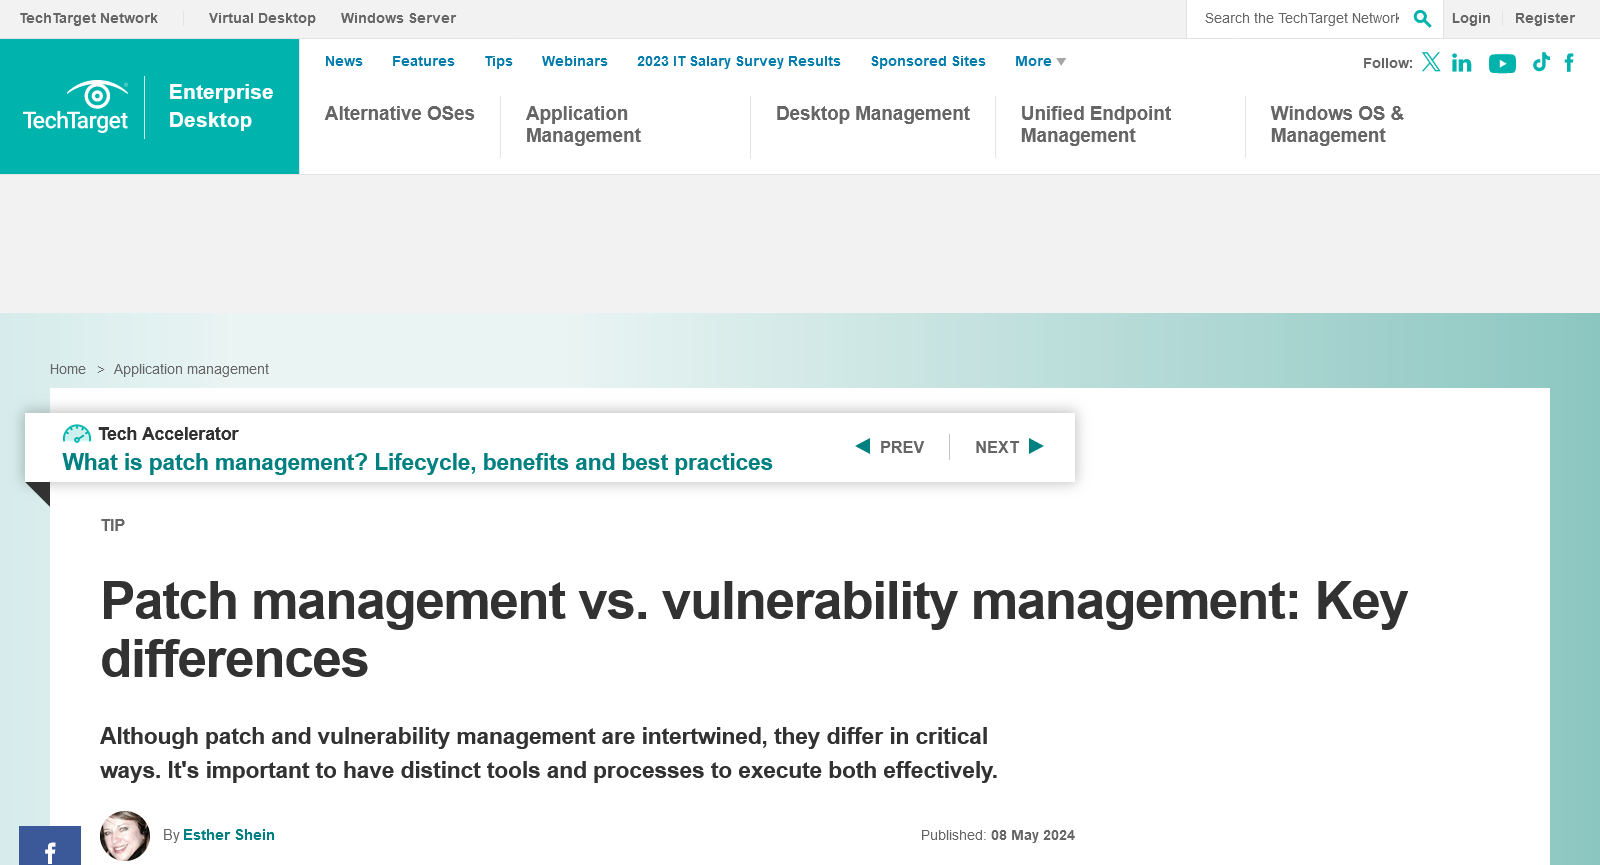 TechTarget Network
Virtual Desktop
Windows Server
Search the TechTarget Network
Login
Register
TechTarget
Enterprise
Desktop
News
Features
Tips
Webinars
2023 IT Salary Survey Results
Sponsored Sites
More
Follow:
Alternative OSes
Application
Management
Desktop Management
Unified Endpoint
Management
Windows OS &
Management
Home > Application management
Tech Accelerator
What is patch management? Lifecycle, benefits and best practices
PREV
NEXT
TIP
Patch management vs. vulnerability management: Key
differences
Although patch and vulnerability management are intertwined, they differ in critical
ways. It's important to have distinct tools and processes to execute both effectively.
By Esther Shein
Published: 08 May 2024